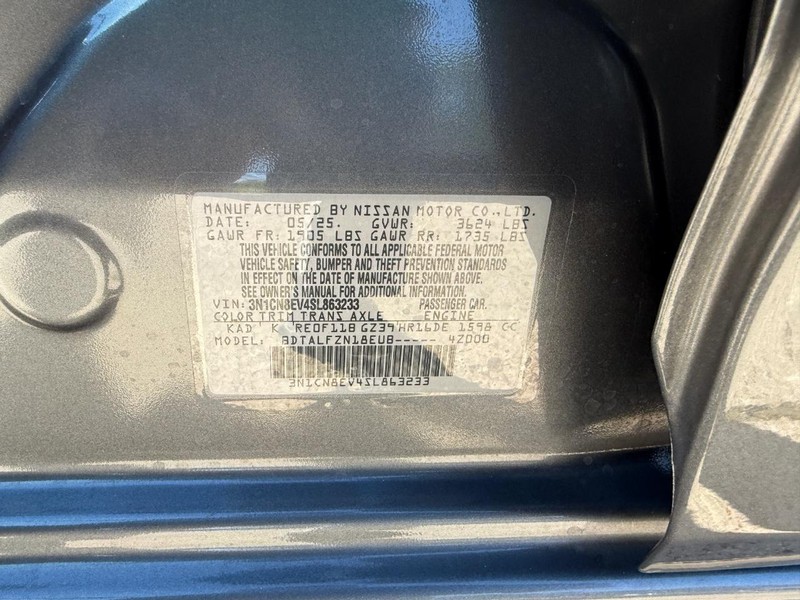 MANUFACTURED BY NISSAN MOTOR CO.,LTD.
DATE: 05/25. GVWR: 3624 LBS
GAWR FR: 1905 LBS GAWR RR: 1735 LBS
THIS VEHICLE CONFORMS TO ALL APPLICABLE FEDERAL MOTOR
VEHICLE SAFETY, BUMPER AND THEFT PREVENTION STANDARDS
IN EFFECT ON THE DATE OF MANUFACTURE SHOWN ABOVE.
SEE OWNER'S MANUAL FOR ADDITIONAL INFORMATION.
VIN: 3N1CN8EV4SL863233 PASSENGER CAR.
COLOR TRIM TRANS AXLE ENGINE
KAD K RE0F11B GZ39 HR16DE 1598 CC
MODEL: BDTALFZN18EUB----- 4Z000
3N1CN8EV4SL863233